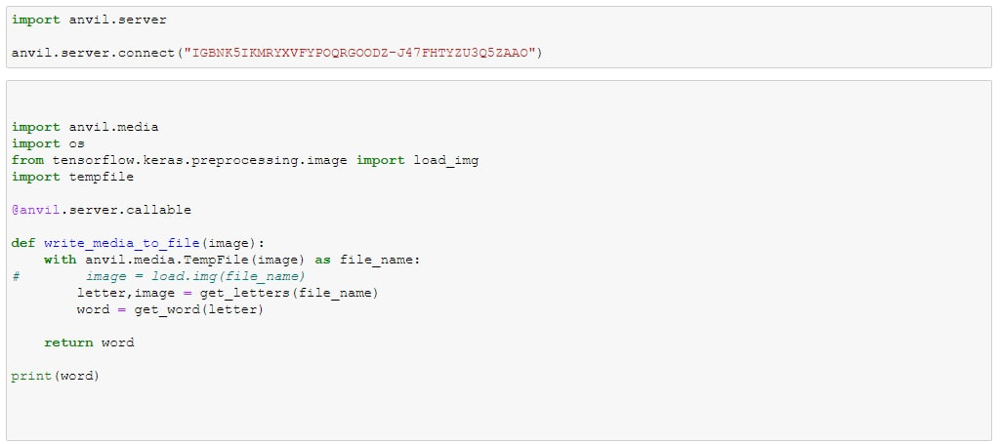 import anvil.server
anvil.server.connect("IGBNK5IKMRYXVFYPOQRGOODZ-J47FHTYZU3Q5ZAAO")
import anvil.media
import os
from tensorflow.keras.preprocessing.image import load_img
import tempfile
@anvil.server.callable
def write_media_to_file(image):
    with anvil.media.TempFile(image) as file_name:
#        image = load.img(file_name)
        letter,image = get_letters(file_name)
        word = get_word(letter)
    return word
print(word)